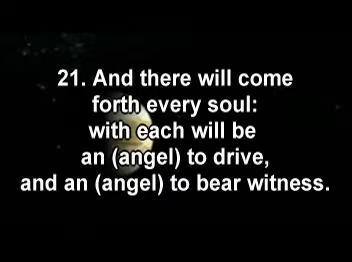 21. And there will come
forth every soul:
with each will be
an (angel) to drive,
and an (angel) to bear witness.